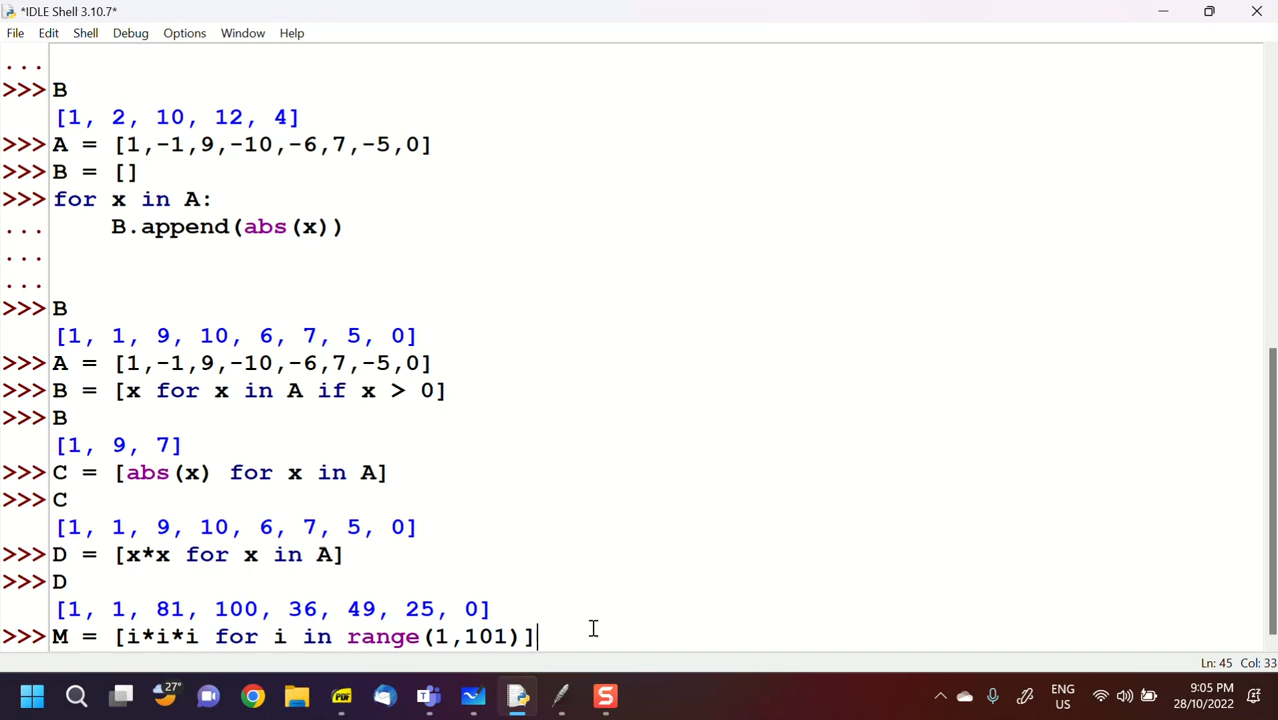 *IDLE Shell 3.10.7*
File Edit Shell Debug Options Window Help
...
>>> B
[1, 2, 10, 12, 4]
>>> A = [1,-1,9,-10,-6,7,-5,0]
>>> B = []
>>> for x in A:
... B.append(abs(x))
...
...
>>> B
[1, 1, 9, 10, 6, 7, 5, 0]
>>> A = [1,-1,9,-10,-6,7,-5,0]
>>> B = [x for x in A if x > 0]
>>> B
[1, 9, 7]
>>> C = [abs(x) for x in A]
>>> C
[1, 1, 9, 10, 6, 7, 5, 0]
>>> D = [x*x for x in A]
>>> D
[1, 1, 81, 100, 36, 49, 25, 0]
>>> M = [i*i*i for i in range(1,101)]
Ln: 45 Col: 33
27°
PDF
S
ENG
US
9:05 PM
28/10/2022